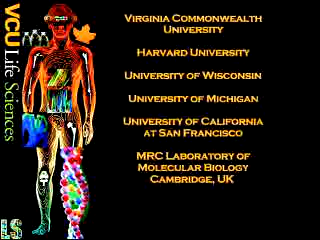 VCU
Life Sciences
VIRGINIA COMMONWEALTH
UNIVERSITY
HARVARD UNIVERSITY
UNIVERSITY OF WISCONSIN
UNIVERSITY OF MICHIGAN
UNIVERSITY OF CALIFORNIA
AT SAN FRANCISCO
MRC LABORATORY OF
MOLECULAR BIOLOGY
CAMBRIDGE, UK
LS